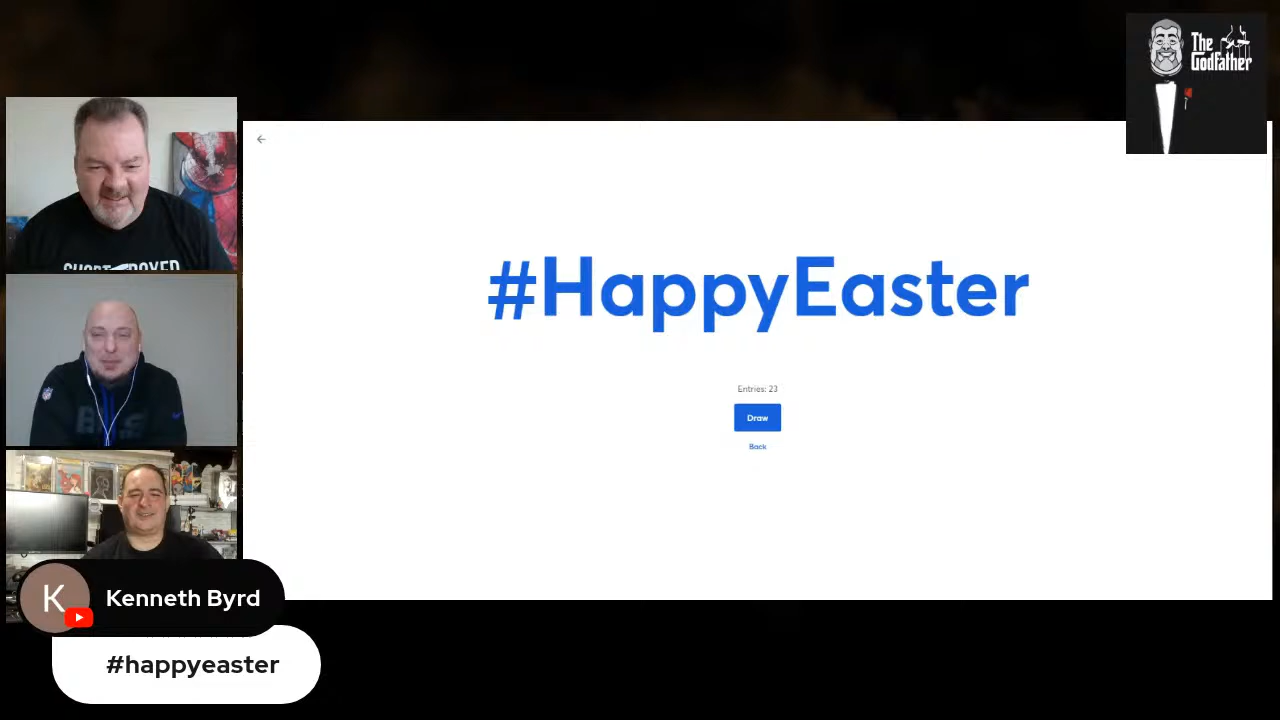 The
Godfather
←
#HappyEaster
Entries: 23
Draw
Back
K
Kenneth Byrd
#happyeaster